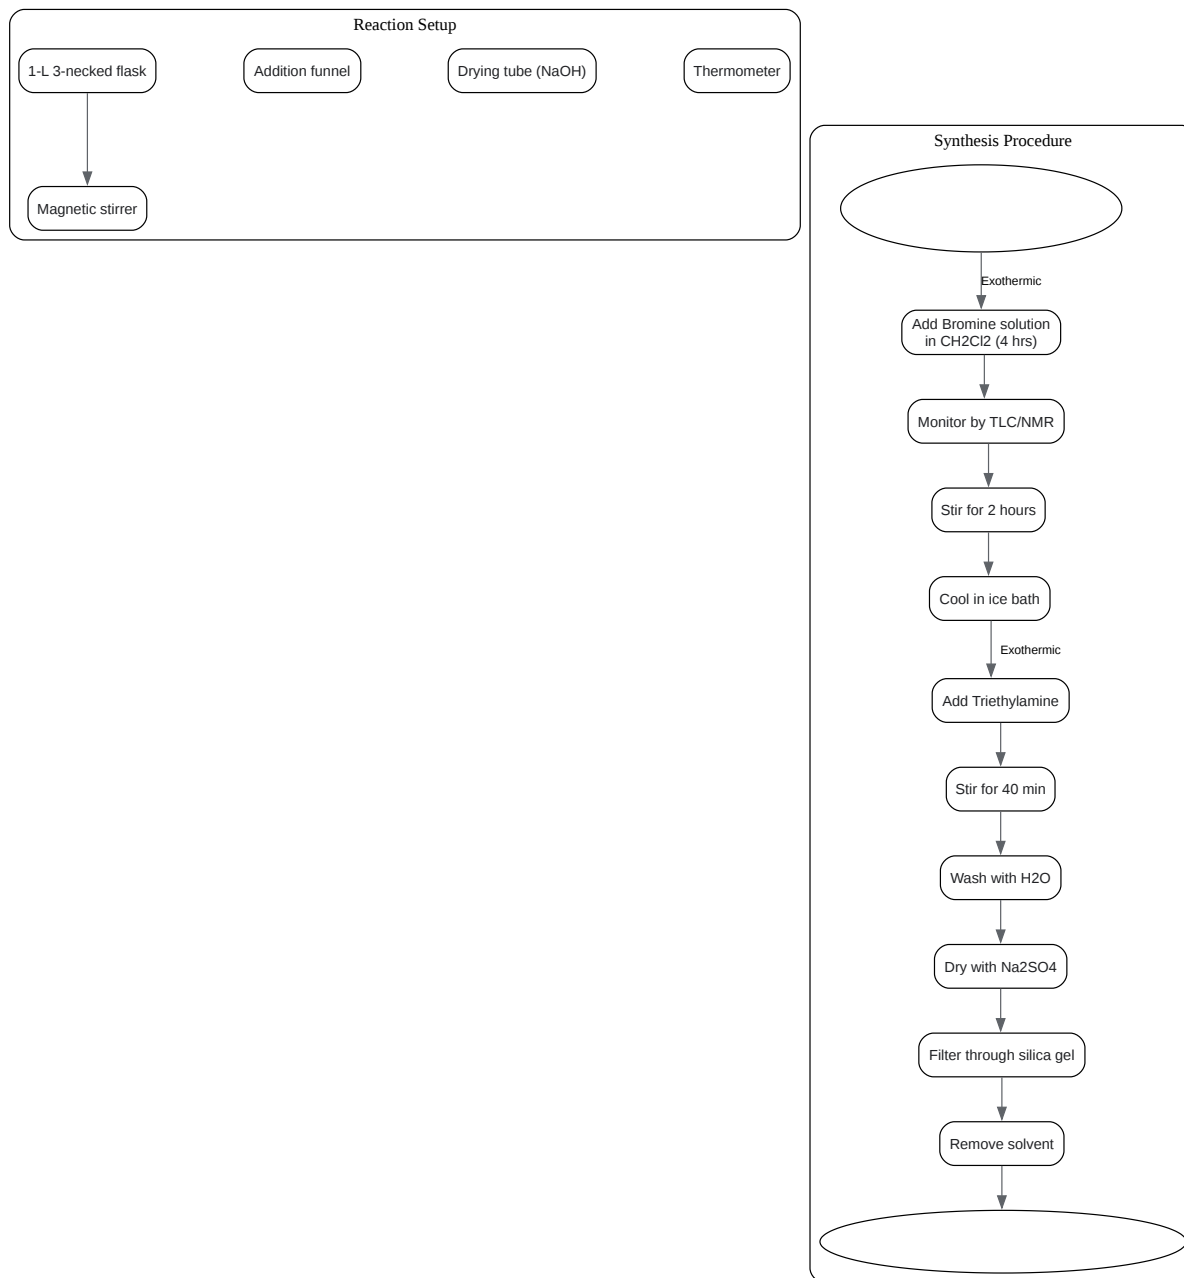 Reaction Setup
1-L 3-necked flask
Addition funnel
Drying tube (NaOH)
Thermometer
Magnetic stirrer
Synthesis Procedure
Exothermic
Add Bromine solution
in CH2Cl2 (4 hrs)
Monitor by TLC/NMR
Stir for 2 hours
Cool in ice bath
Exothermic
Add Triethylamine
Stir for 40 min
Wash with H2O
Dry with Na2SO4
Filter through silica gel
Remove solvent